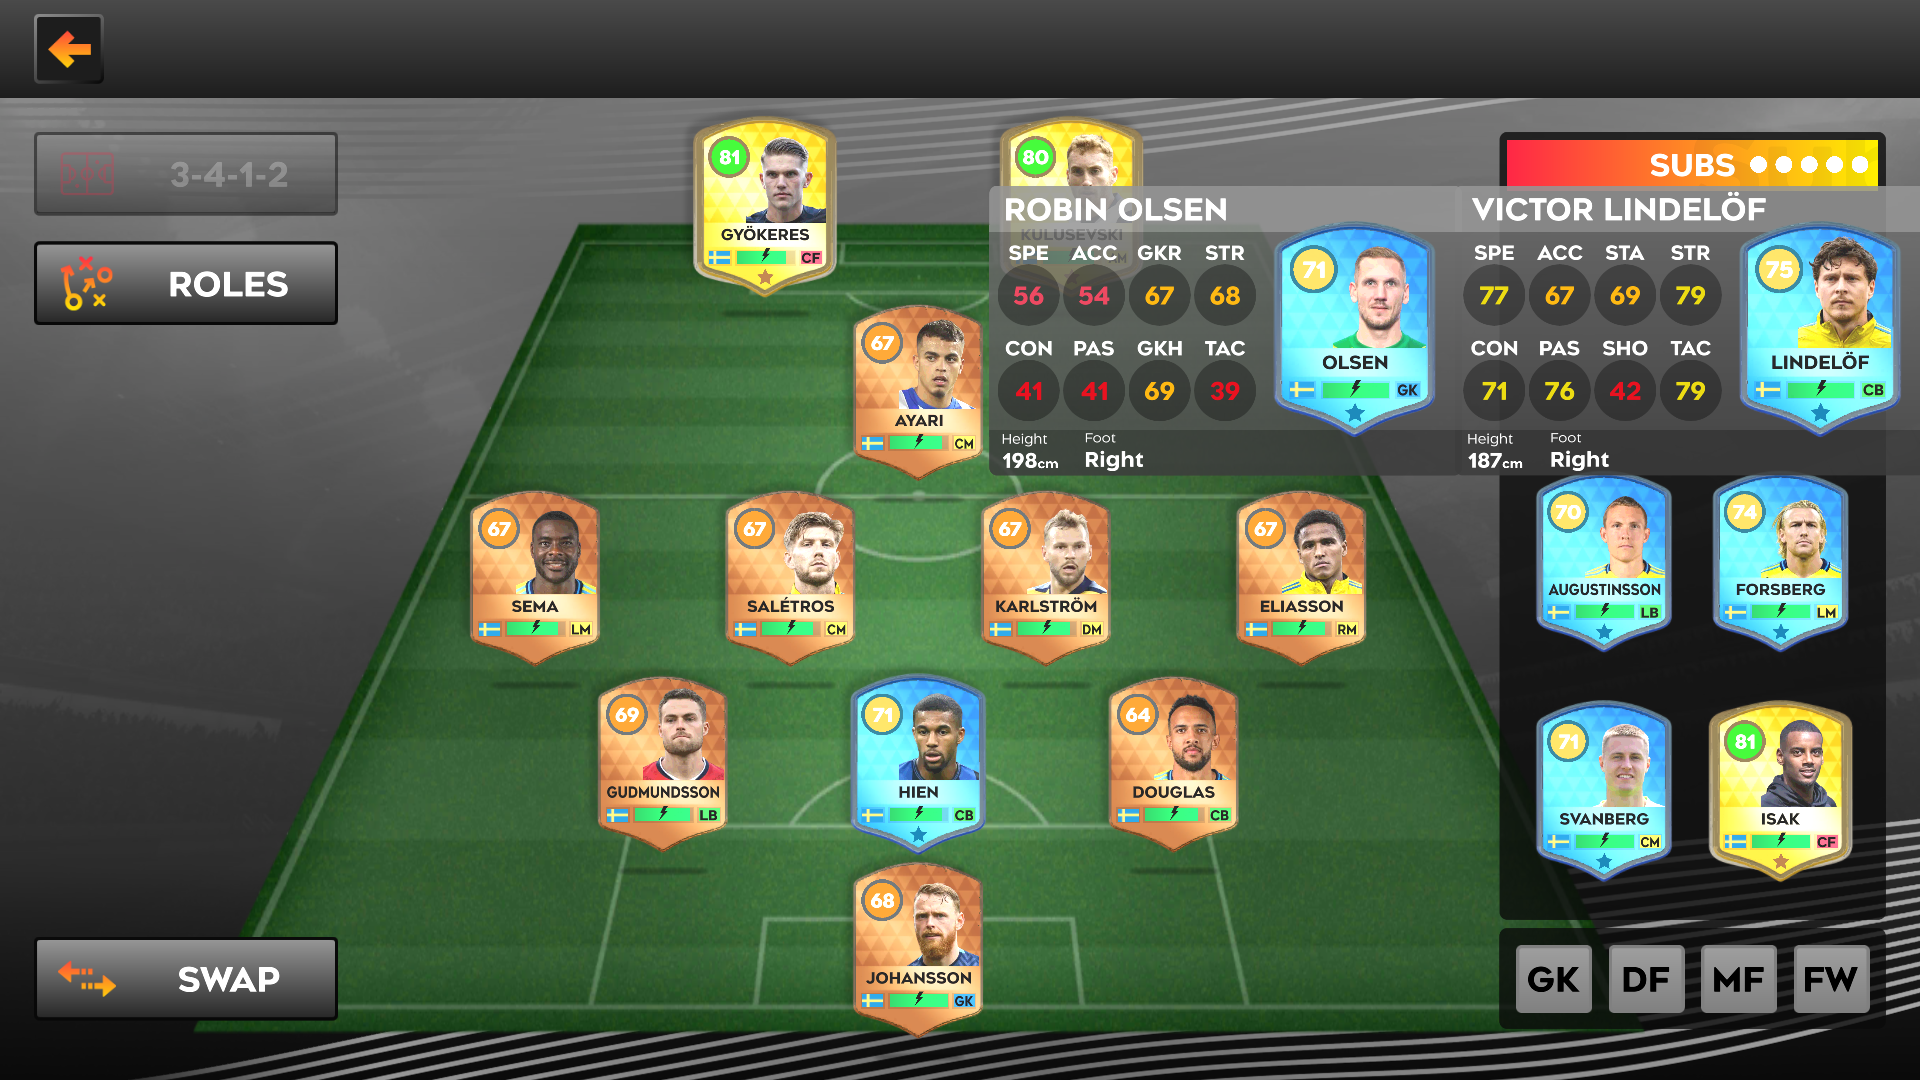 3-4-1-2
ROLES
SWAP
81
GYÖKERES
CF
80
KULUSEVSKI
67
AYARI
CM
67
SEMA
LM
67
SALÉTROS
CM
67
KARLSTRÖM
DM
67
ELIASSON
RM
69
GUDMUNDSSON
LB
71
HIEN
CB
64
DOUGLAS
CB
68
JOHANSSON
GK
ROBIN OLSEN
SPE ACC GKR STR
56 54 67 68
CON PAS GKH TAC
41 41 69 39
Height Foot
198cm Right
71
OLSEN
GK
SUBS
VICTOR LINDELÖF
SPE ACC STA STR
77 67 69 79
CON PAS SHO TAC
71 76 42 79
Height Foot
187cm Right
75
LINDELÖF
CB
70
AUGUSTINSSON
LB
74
FORSBERG
LM
71
SVANBERG
CM
81
ISAK
CF
GK DF MF FW